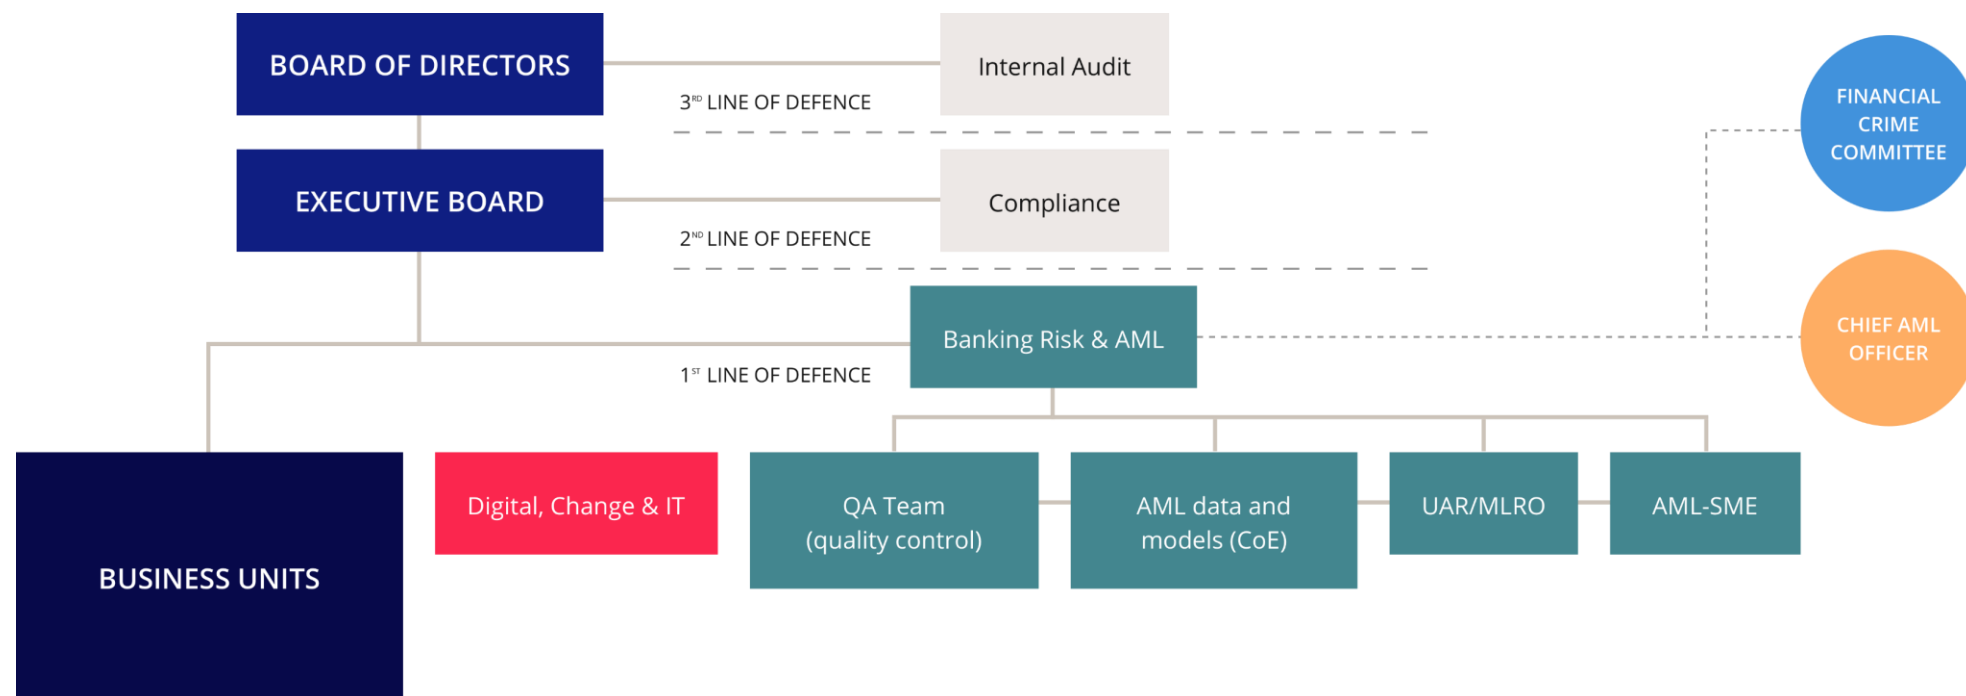 BOARD OF DIRECTORS
Internal Audit
3RD LINE OF DEFENCE
FINANCIAL
CRIME
COMMITTEE
EXECUTIVE BOARD
Compliance
2ND LINE OF DEFENCE
Banking Risk & AML
CHIEF AML
OFFICER
1ST LINE OF DEFENCE
BUSINESS UNITS
Digital, Change & IT
QA Team
(quality control)
AML data and
models (CoE)
UAR/MLRO
AML-SME